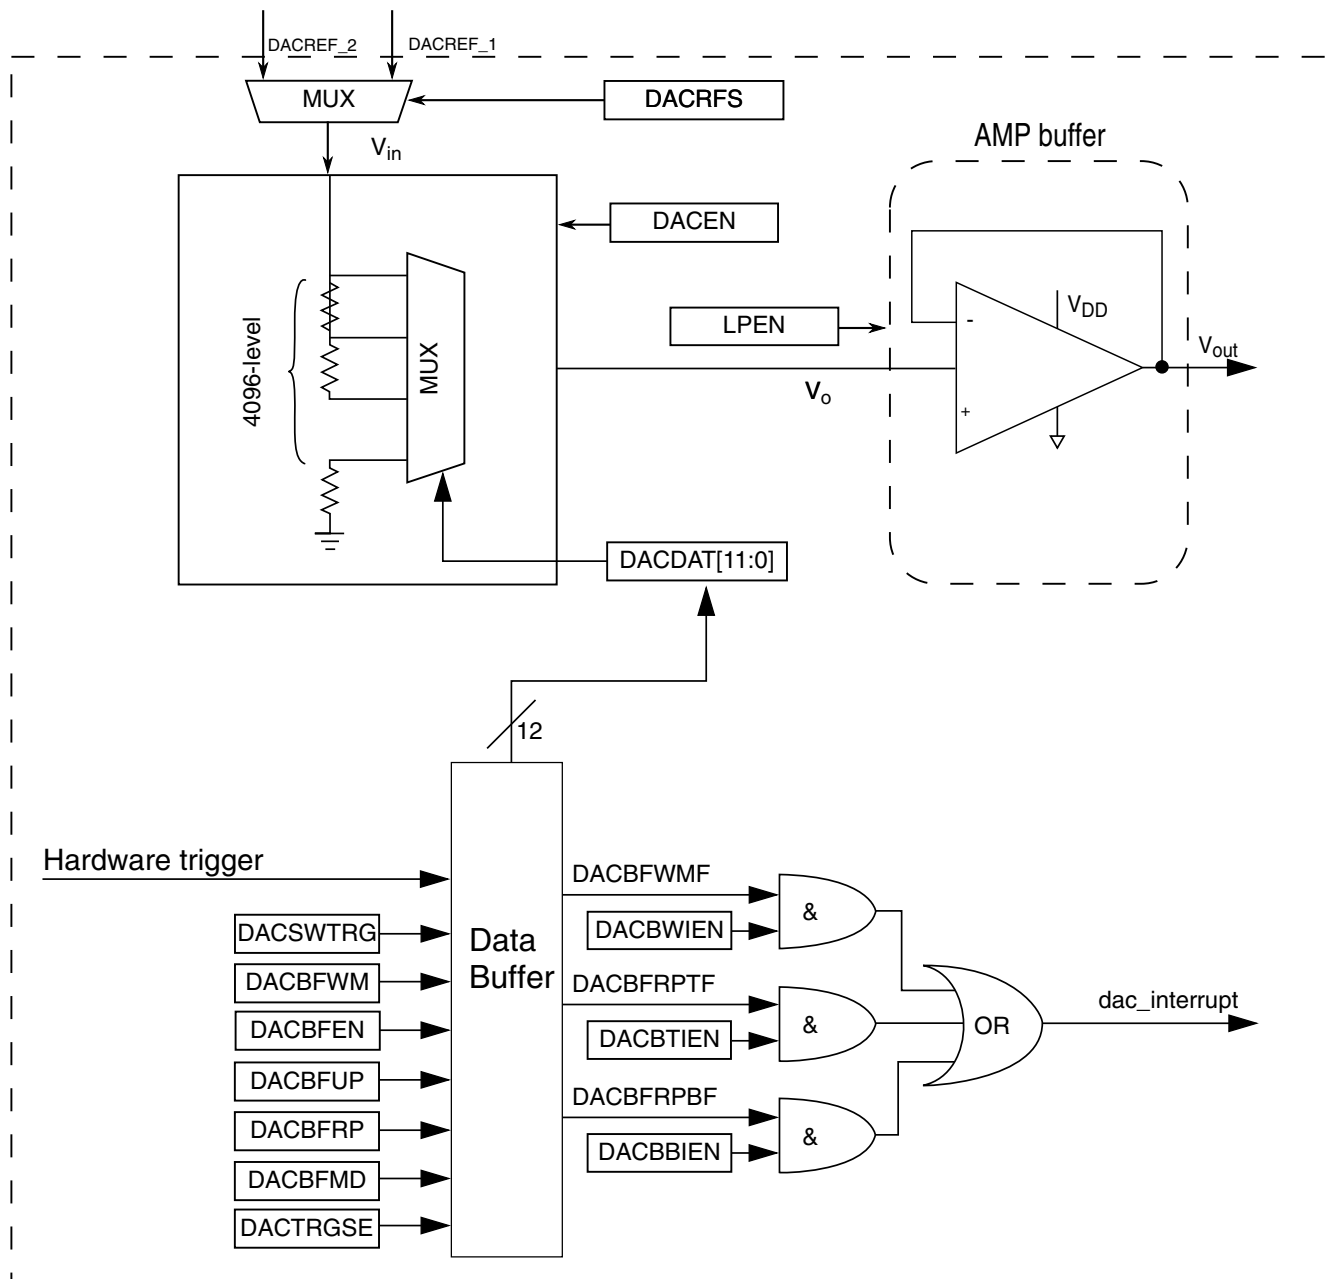 DACREF_2
DACREF_1
MUX
DACRFS
Vin
AMP buffer
DACEN
VDD
LPEN
-
4096-level
MUX
Vout
Vo
+
DACDAT[11:0]
12
Hardware trigger
DACBFWMF
&
DACSWTRG
DACBWIEN
Data
Buffer
DACBFWM
DACBFRPTF
dac_interrupt
DACBFEN
&
OR
DACBTIEN
DACBFUP
DACBFRPBF
DACBFRP
&
DACBBIEN
DACBFMD
DACTRGSE